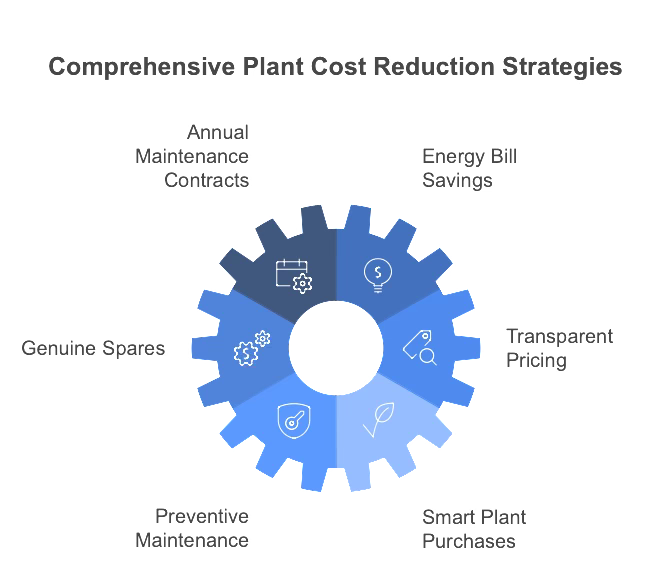 Comprehensive Plant Cost Reduction Strategies
Annual
Maintenance
Contracts
Energy Bill
Savings
Genuine Spares
Transparent
Pricing
Preventive
Maintenance
Smart Plant
Purchases